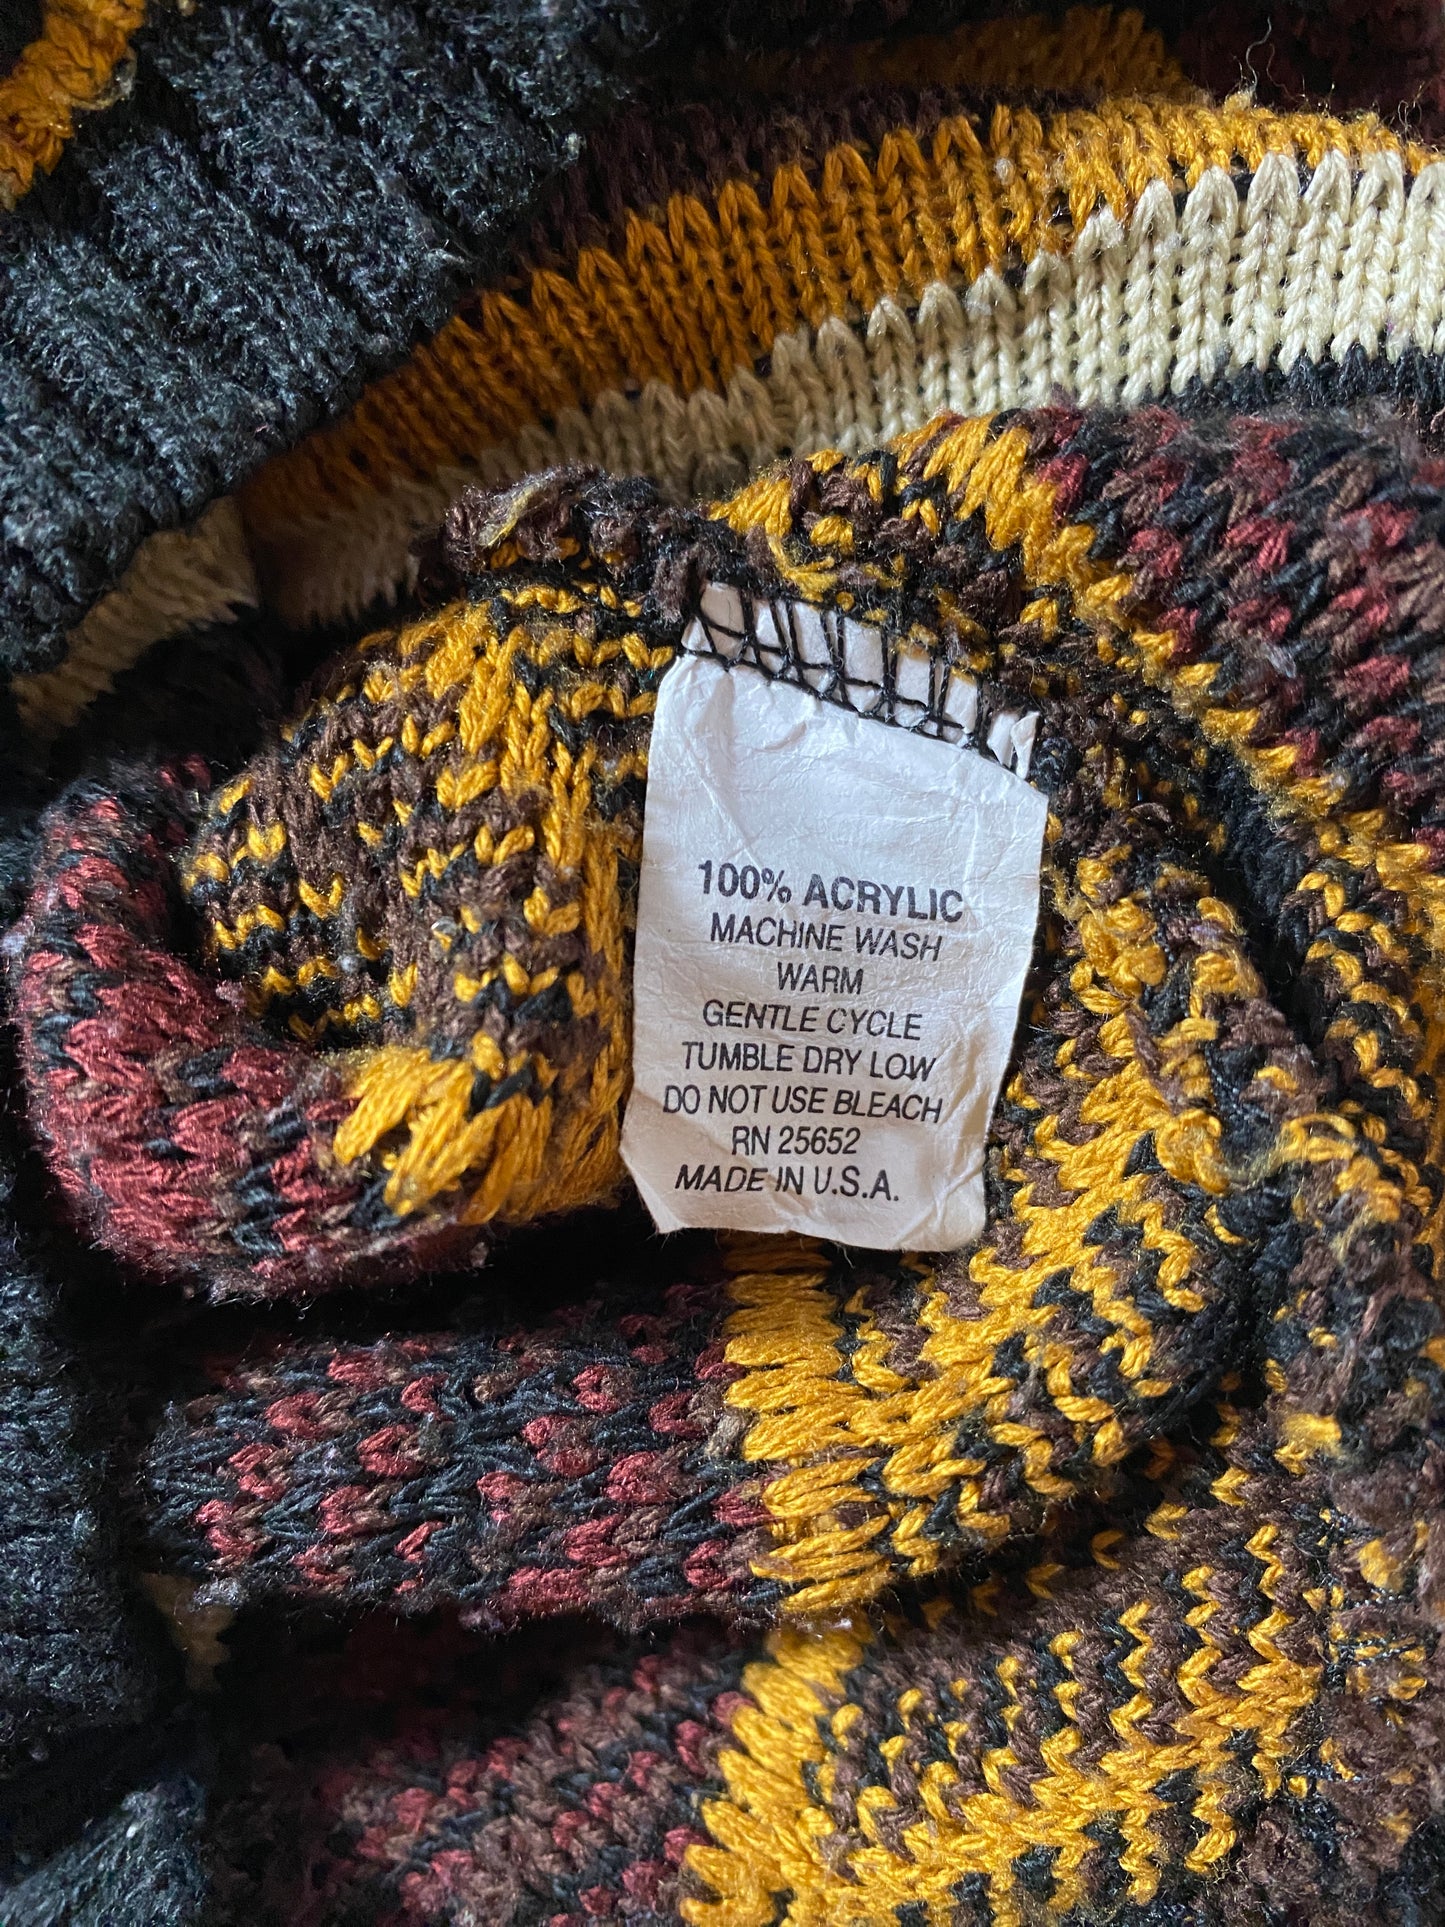 100% ACRYLIC
MACHINE WASH
WARM
GENTLE CYCLE
TUMBLE DRY LOW
DO NOT USE BLEACH
RN 25652
MADE IN U.S.A.